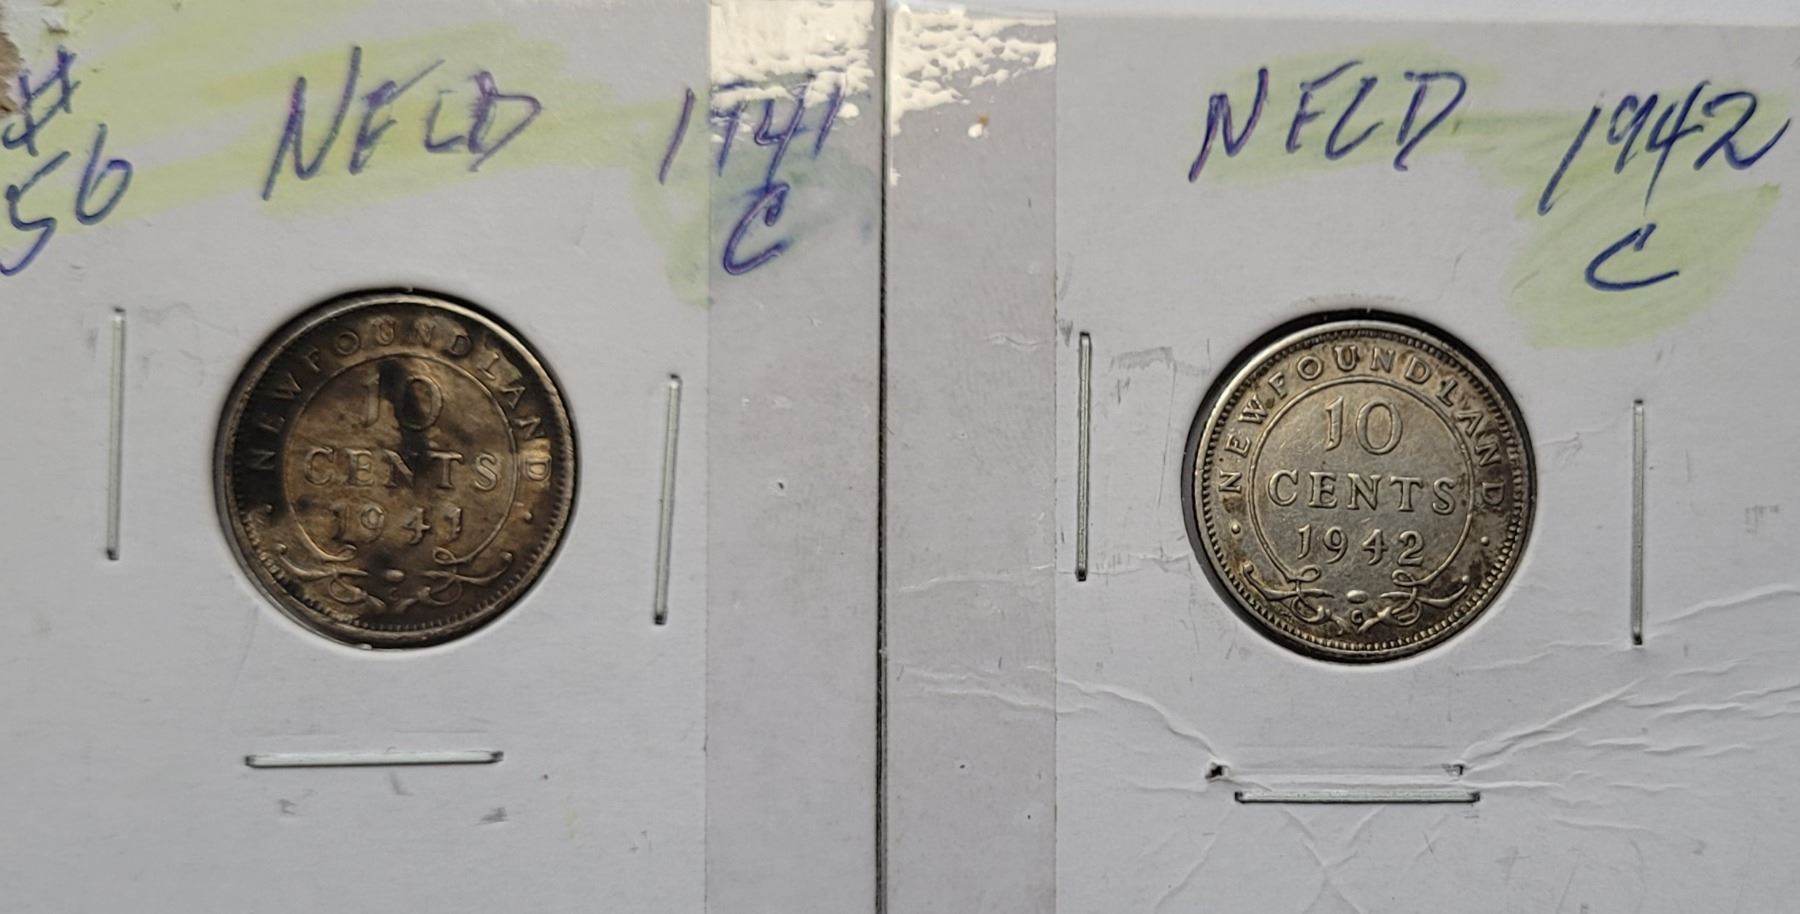 # 56
NFLD 1941
C
NEWFOUNDLAND
10
CENTS
1941
NFLD 1942
C
NEWFOUNDLAND
10
CENTS
1942
C